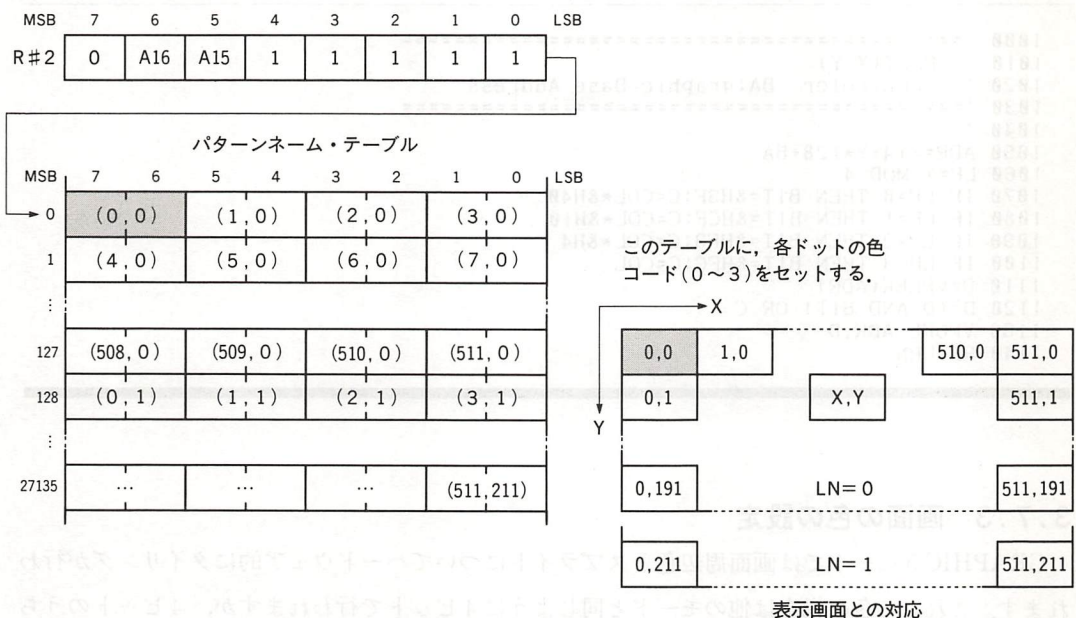 MSB 7 6 5 4 3 2 1 0 LSB
R♯2 0 A16 A15 1 1 1 1 1
パターンネーム・テーブル
MSB 7 6 5 4 3 2 1 0 LSB
0 (0,0) (1,0) (2,0) (3,0)
1 (4,0) (5,0) (6,0) (7,0)
⋮
127 (508,0) (509,0) (510,0) (511,0)
128 (0,1) (1,1) (2,1) (3,1)
⋮
27135 … … … (511,211)
このテーブルに，各ドットの色
コード(0～3)をセットする．
X
Y
0,0 1,0 510,0 511,0
0,1 X,Y 511,1
0,191 LN=0 511,191
0,211 LN=1 511,211
表示画面との対応